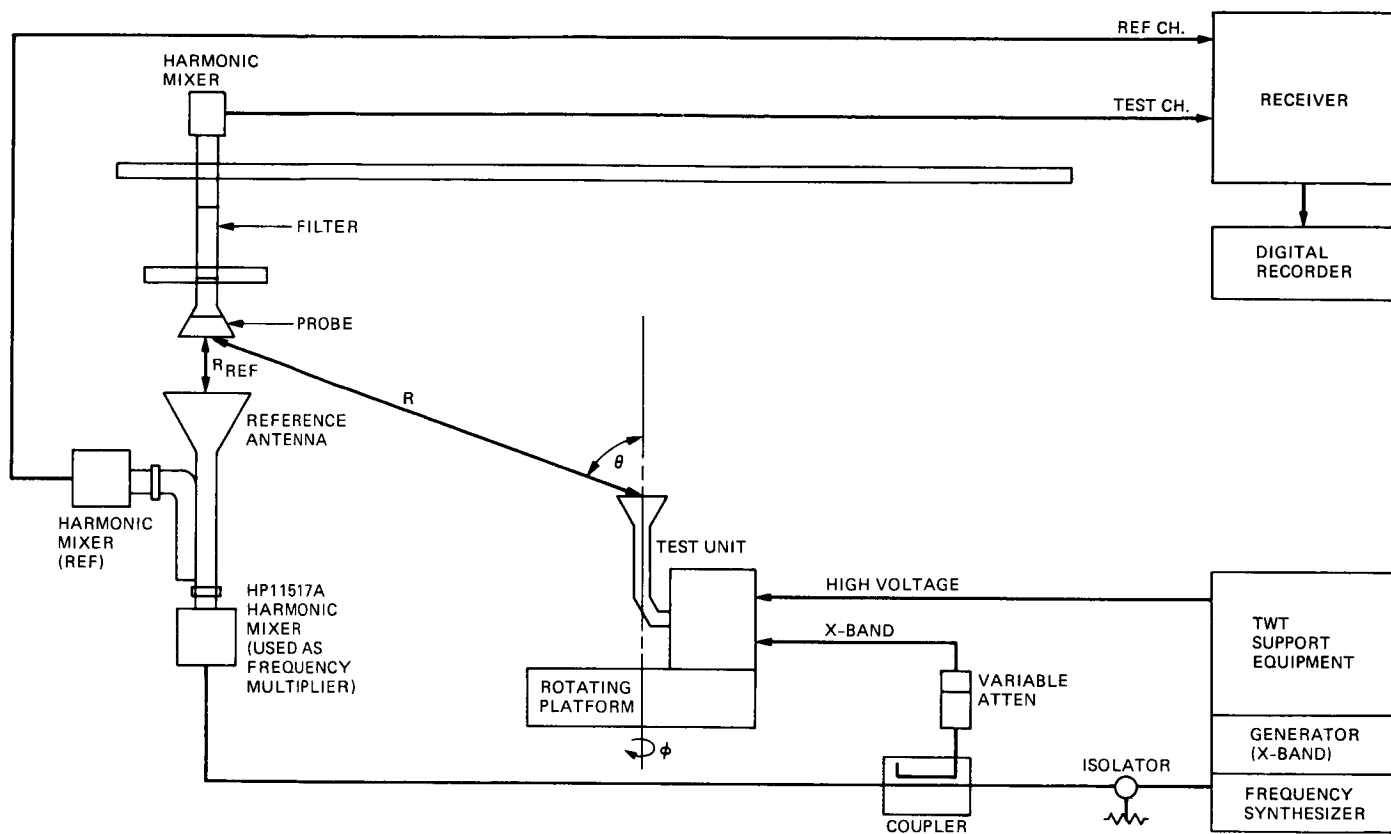 REF CH.
HARMONIC
MIXER
RECEIVER
TEST CH.
FILTER
DIGITAL
RECORDER
PROBE
R REF
R
REFERENCE
ANTENNA
θ
HARMONIC
MIXER
(REF)
TEST UNIT
HP11517A
HARMONIC
MIXER
(USED AS
FREQUENCY
MULTIPLIER)
HIGH VOLTAGE
X-BAND
TWT
SUPPORT
EQUIPMENT
ROTATING
PLATFORM
VARIABLE
ATTEN
ϕ
GENERATOR
(X-BAND)
ISOLATOR
FREQUENCY
SYNTHESIZER
COUPLER